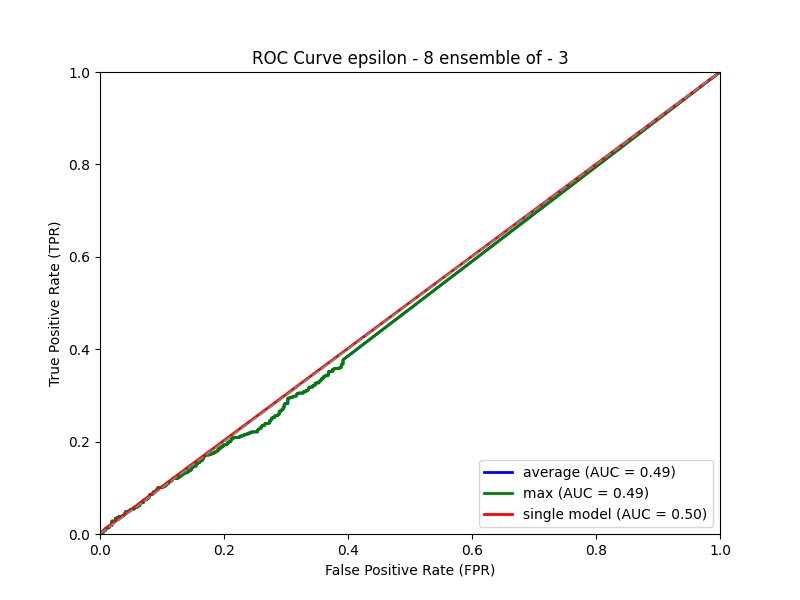 ROC Curve epsilon - 8 ensemble of - 3
1.0
0.8
0.6
0.4
0.2
0.0
True Positive Rate (TPR)
average (AUC = 0.49)
max (AUC = 0.49)
single model (AUC = 0.50)
0.0 0.2 0.4 0.6 0.8 1.0
False Positive Rate (FPR)